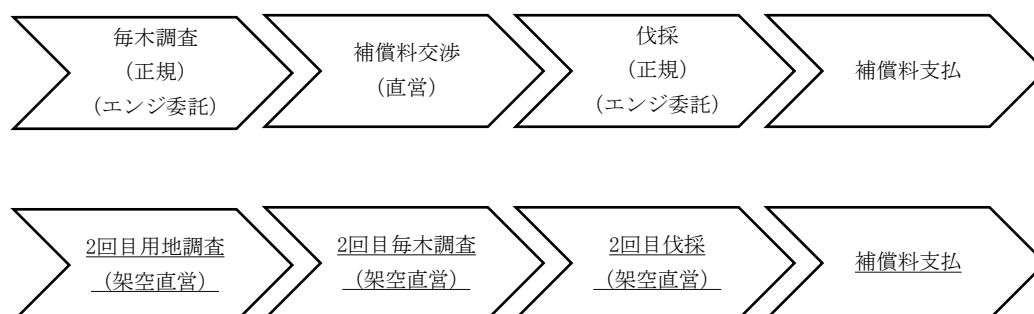 毎木調査
（正規）
（エンジ委託）
補償料交渉
（直営）
伐採
（正規）
（エンジ委託）
補償料支払
2回目用地調査
（架空直営）
2回目毎木調査
（架空直営）
2回目伐採
（架空直営）
補償料支払